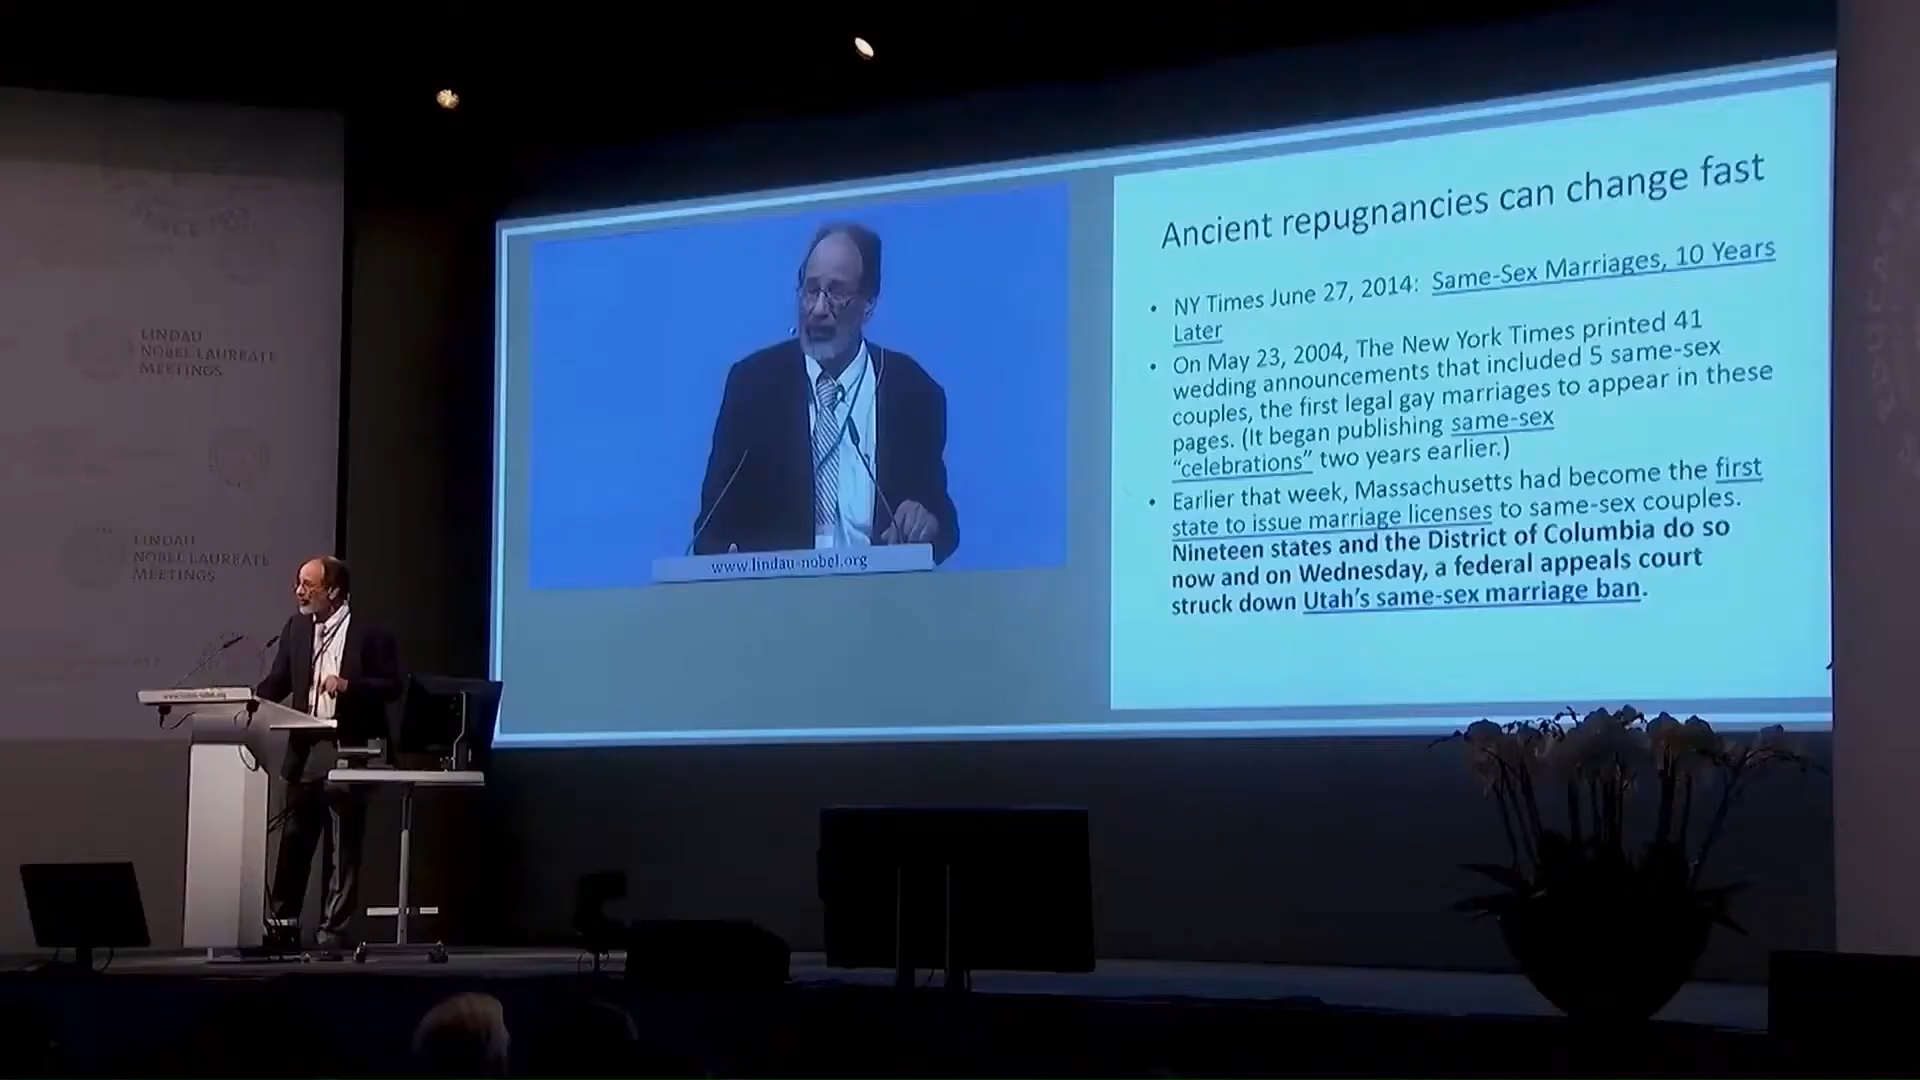 LINDAU
NOBEL LAUREATE
MEETINGS
LINDAU
NOBEL LAUREATE
MEETINGS
www.lindau-nobel.org
www.lindau-nobel.org
Ancient repugnancies can change fast
• NY Times June 27, 2014: Same-Sex Marriages, 10 Years
Later
• On May 23, 2004, The New York Times printed 41
wedding announcements that included 5 same-sex
couples, the first legal gay marriages to appear in these
pages. (It began publishing same-sex
“celebrations” two years earlier.)
• Earlier that week, Massachusetts had become the first
state to issue marriage licenses to same-sex couples.
Nineteen states and the District of Columbia do so
now and on Wednesday, a federal appeals court
struck down Utah’s same-sex marriage ban.